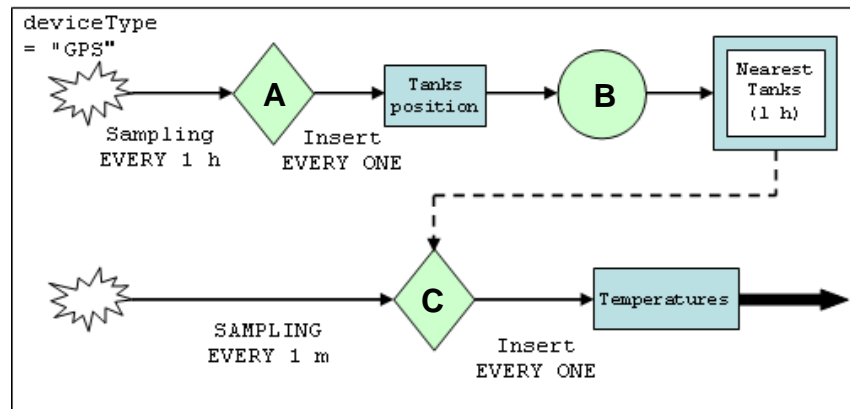 deviceType
= "GPS"
A
Tanks
position
B
Nearest
Tanks
(1 h)
Sampling
EVERY 1 h
Insert
EVERY ONE
C
Temperatures
SAMPLING
EVERY 1 m
Insert
EVERY ONE